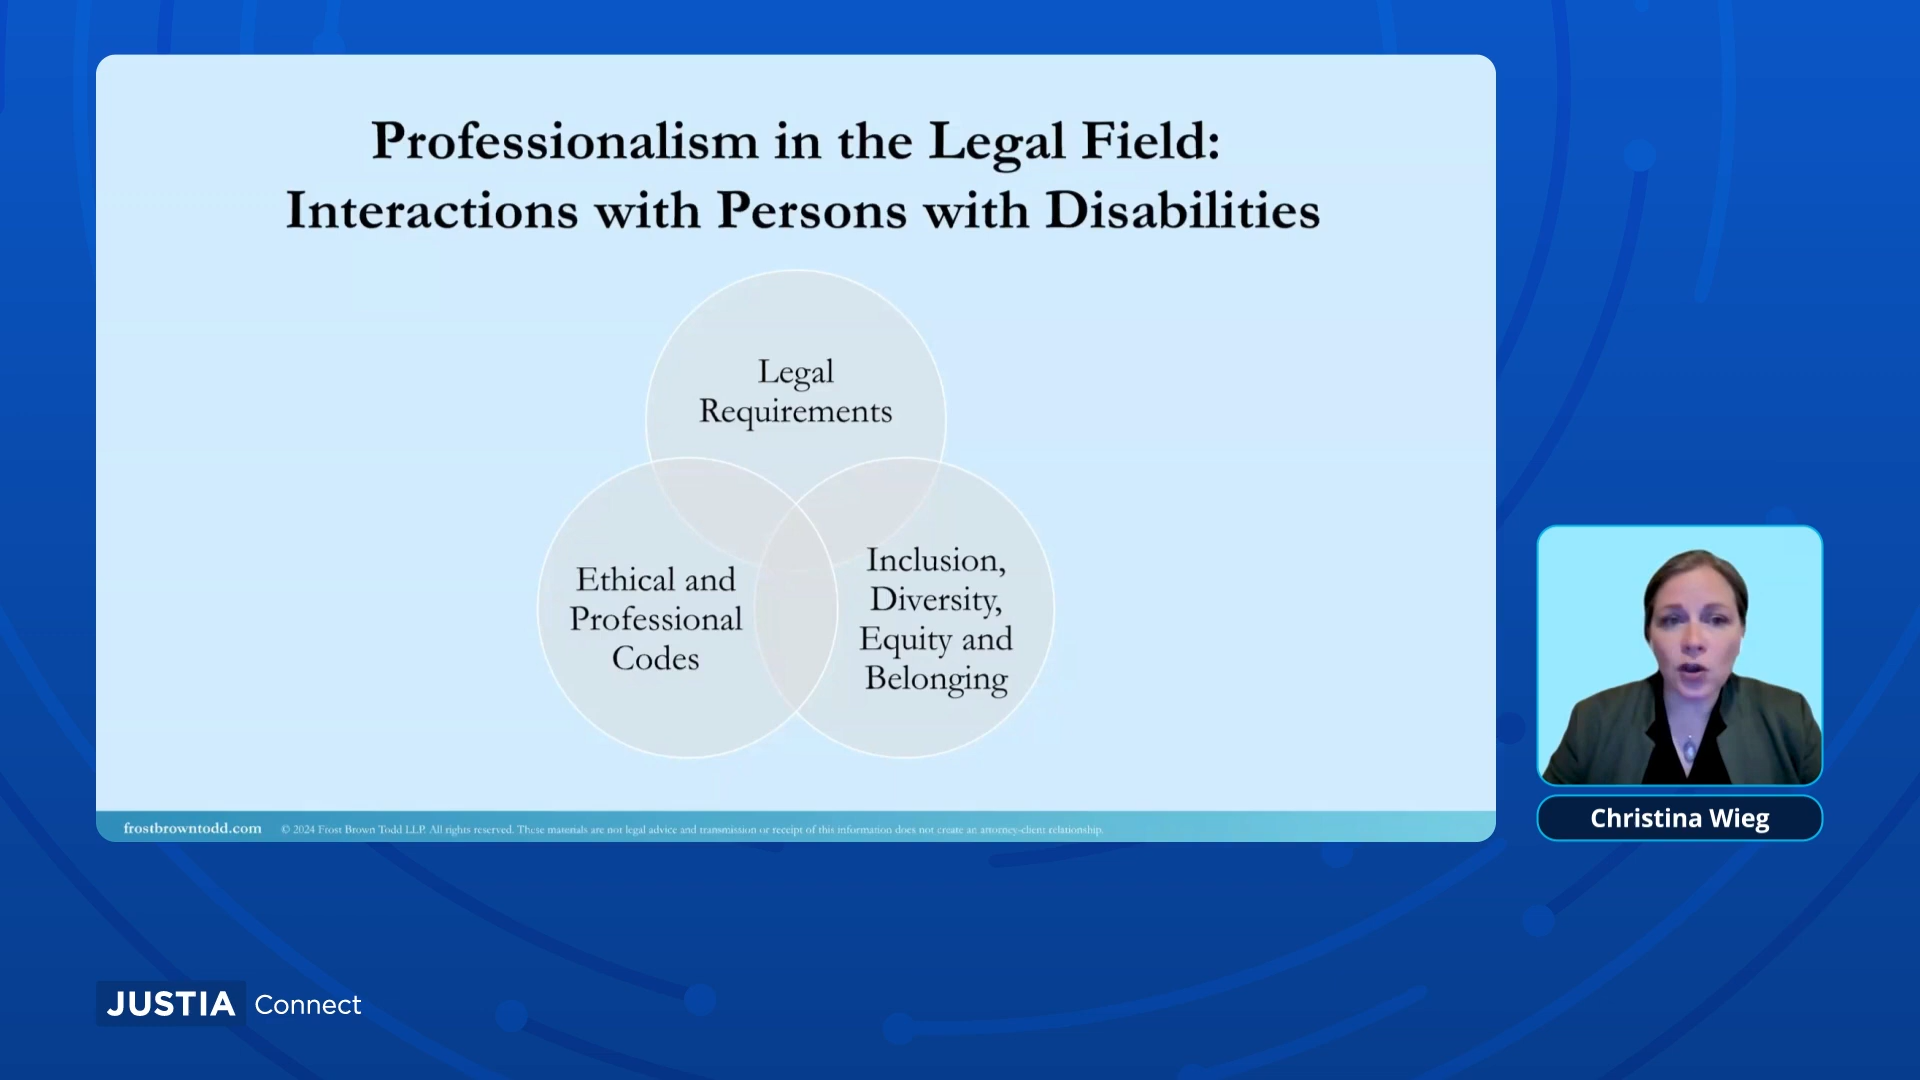 Professionalism in the Legal Field:
Interactions with Persons with Disabilities
Legal
Requirements
Ethical and
Professional
Codes
Inclusion,
Diversity,
Equity and
Belonging
frostbrowntodd.com © 2024 Frost Brown Todd LLP. All rights reserved. These materials are not legal advice and transmission or receipt of this information does not create an attorney-client relationship.
Christina Wieg
JUSTIA Connect